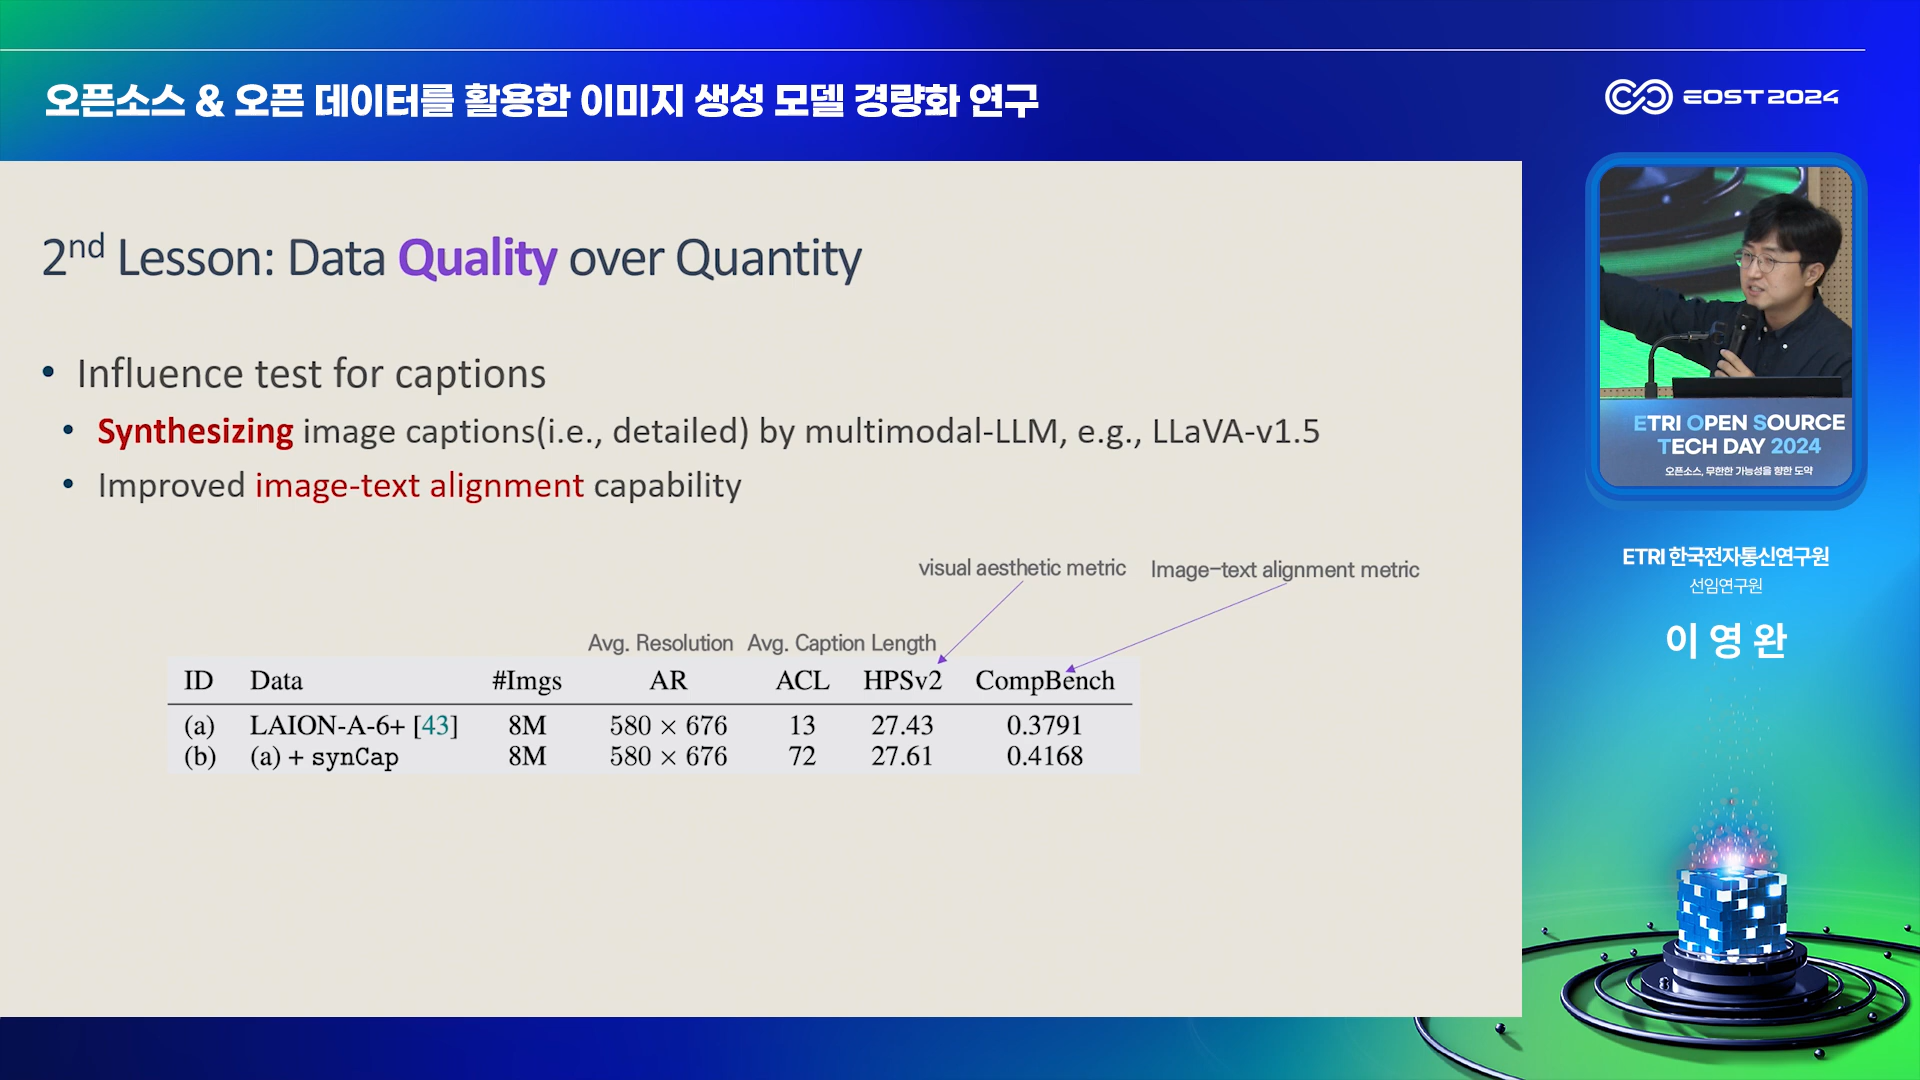 오픈소스 & 오픈 데이터를 활용한 이미지 생성 모델 경량화 연구
EOST 2024
2nd Lesson: Data Quality over Quantity
• Influence test for captions
• Synthesizing image captions(i.e., detailed) by multimodal-LLM, e.g., LLaVA-v1.5
• Improved image-text alignment capability
visual aesthetic metric Image-text alignment metric
Avg. Resolution Avg. Caption Length
ID Data #Imgs AR ACL HPSv2 CompBench
(a) LAION-A-6+ [43] 8M 580 × 676 13 27.43 0.3791
(b) (a) + synCap 8M 580 × 676 72 27.61 0.4168
ETRI OPEN SOURCE
TECH DAY 2024
오픈소스, 무한한 가능성을 향한 도약
ETRI 한국전자통신연구원
선임연구원
이 영 완